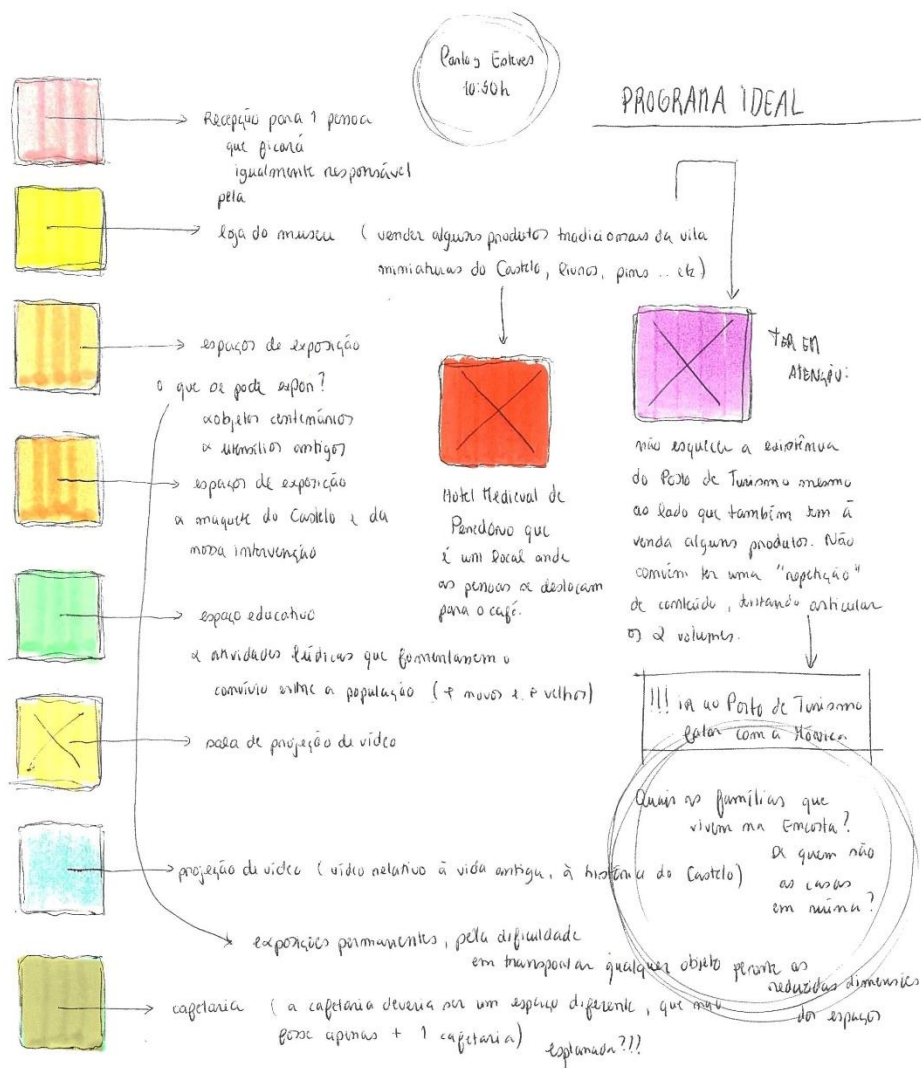 Carlos Esteves
10:50h
PROGRAMA IDEAL
Recepção para 1 pessoa
que ficará
igualmente responsável
pela
loja do museu ( vender alguns produtos tradicionais da vila
miniaturas do Castelo, livros, pins .. etc)
espaços de exposição
o que se pode expor?
objetos centenários
utensílios antigos
espaços de exposição
a maquete do Castelo e da
nossa intervenção
espaço educativo
atividades lúdicas que fomentassem o
convívio entre a população (+ novos e + velhos)
sala de projeção de vídeo
projeção de vídeo ( vídeo relativo à vida antiga, à história do Castelo)
exposições permanentes, pela dificuldade
em transportar qualquer objeto perante as
reduzidas dimensões
dos espaços
cafetaria ( a cafetaria deveria ser um espaço diferente, que não
fosse apenas + 1 cafetaria)
esplanada???
Hotel Medieval de
Penedono que
é um local onde
as pessoas se deslocam
para o café.
TER EM
ATENÇÃO:
não esquecer a existência
do Posto de Turismo mesmo
ao lado que também tem à
venda alguns produtos. Não
convém ter uma "repetição"
de conteúdo, tentando articular
os 2 volumes.
!!! ir ao Posto de Turismo
falar com a Mónica
Quais as famílias que
vivem na Encosta?
De quem são
as casas
em ruína?